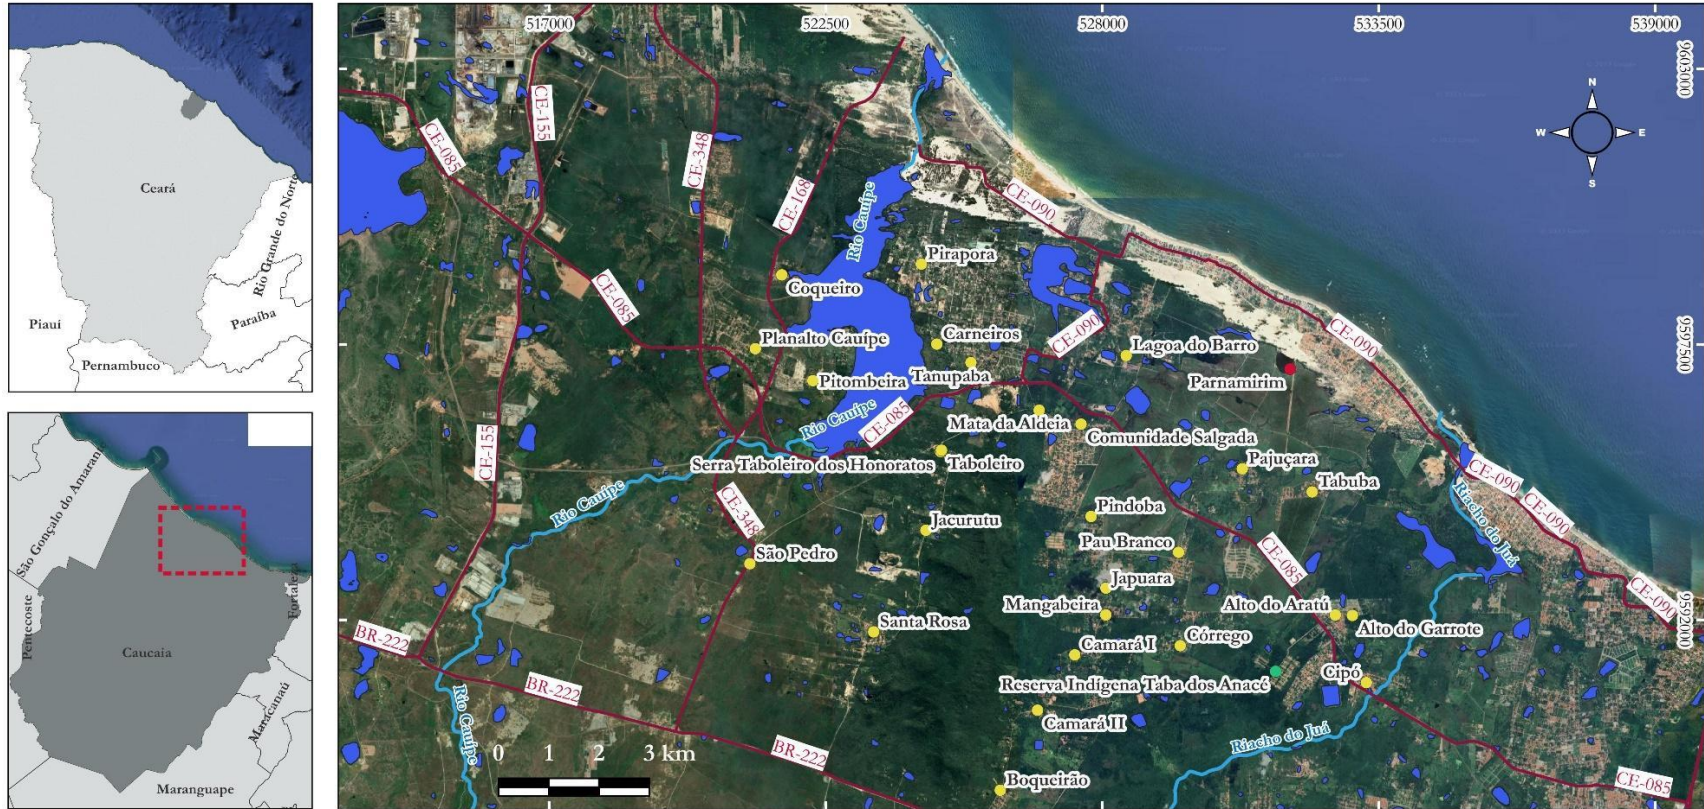 Ceará
Rio Grande do Norte
Paraíba
Piauí
Pernambuco
São Gonçalo do Amarante
Pentecoste
Fortaleza
Caucaia
Maracanaú
Maranguape
517000
522500
528000
533500
539000
9603000
9597500
9592000
N
W
E
S
CE-085
CE-155
CE-348
CE-168
CE-090
Rio Cauípe
Pirapora
Coqueiro
CE-085
Planalto Cauípe
Carneiros
CE-090
Lagoa do Barro
CE-090
Pitombeira
Tanupaba
Parnamirim
Rio Cauípe
CE-085
Mata da Aldeia
Comunidade Salgada
CE-155
Serra Taboleiro dos Honoratos
Taboleiro
Pajuçara
Tabuba
CE-090
CE-090
Rio Cauípe
CE-348
Jacurutu
Pindoba
Riacho do Juá
São Pedro
Pau Branco
CE-085
Japuara
CE-090
Mangabeira
Alto do Aratú
Santa Rosa
Alto do Garrote
BR-222
Camará I
Córrego
Reserva Indígena Taba dos Anacé
Cipó
BR-222
Rio Cauípe
Camará II
Riacho do Juá
BR-222
0 1 2 3 km
Boqueirão
CE-085